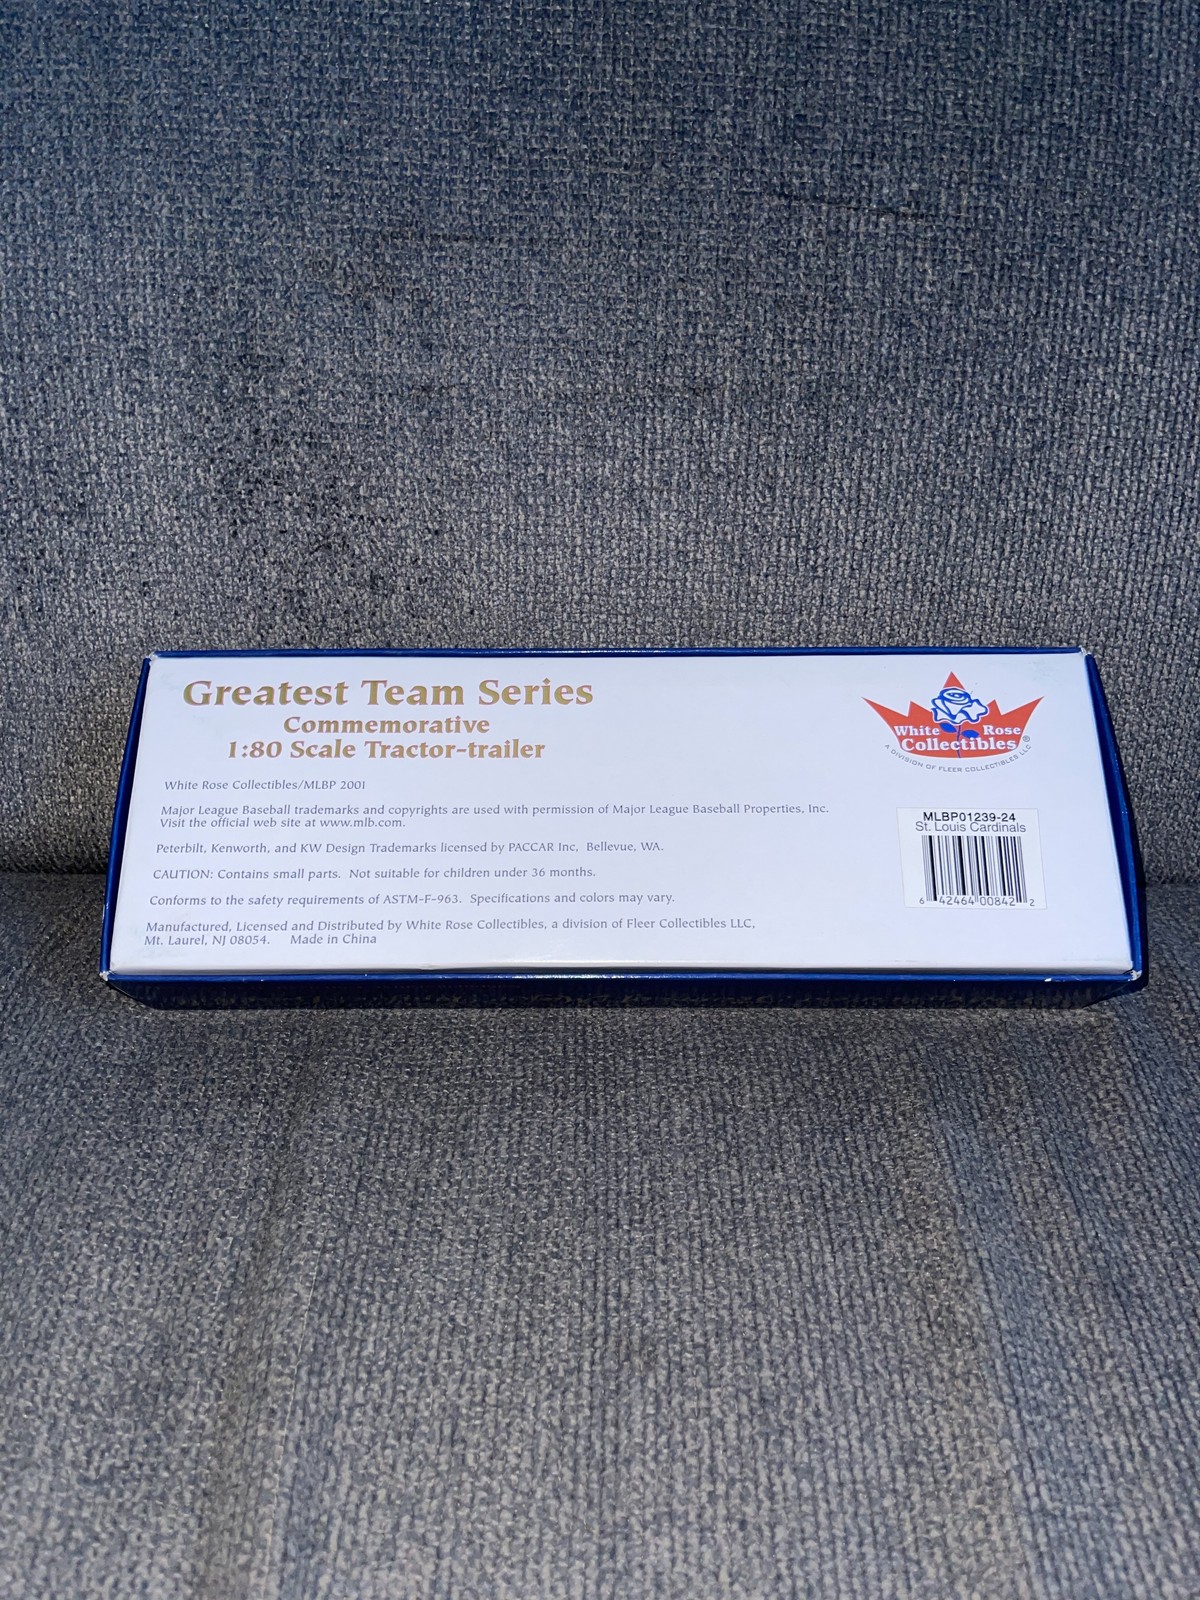 Greatest Team Series
Commemorative
1:80 Scale Tractor-trailer
White Rose Collectibles/MLBP 2001
Major League Baseball trademarks and copyrights are used with permission of Major League Baseball Properties, Inc.
Visit the official web site at www.mlb.com.
Peterbilt, Kenworth, and KW Design Trademarks licensed by PACCAR Inc, Bellevue, WA.
CAUTION: Contains small parts. Not suitable for children under 36 months.
Conforms to the safety requirements of ASTM-F-963. Specifications and colors may vary.
Manufactured, Licensed and Distributed by White Rose Collectibles, a division of Fleer Collectibles LLC,
Mt. Laurel, NJ 08054. Made in China
White Rose
Collectibles ®
A DIVISION OF FLEER COLLECTIBLES LLC
MLBP01239-24
St. Louis Cardinals
6 42464 00842 2